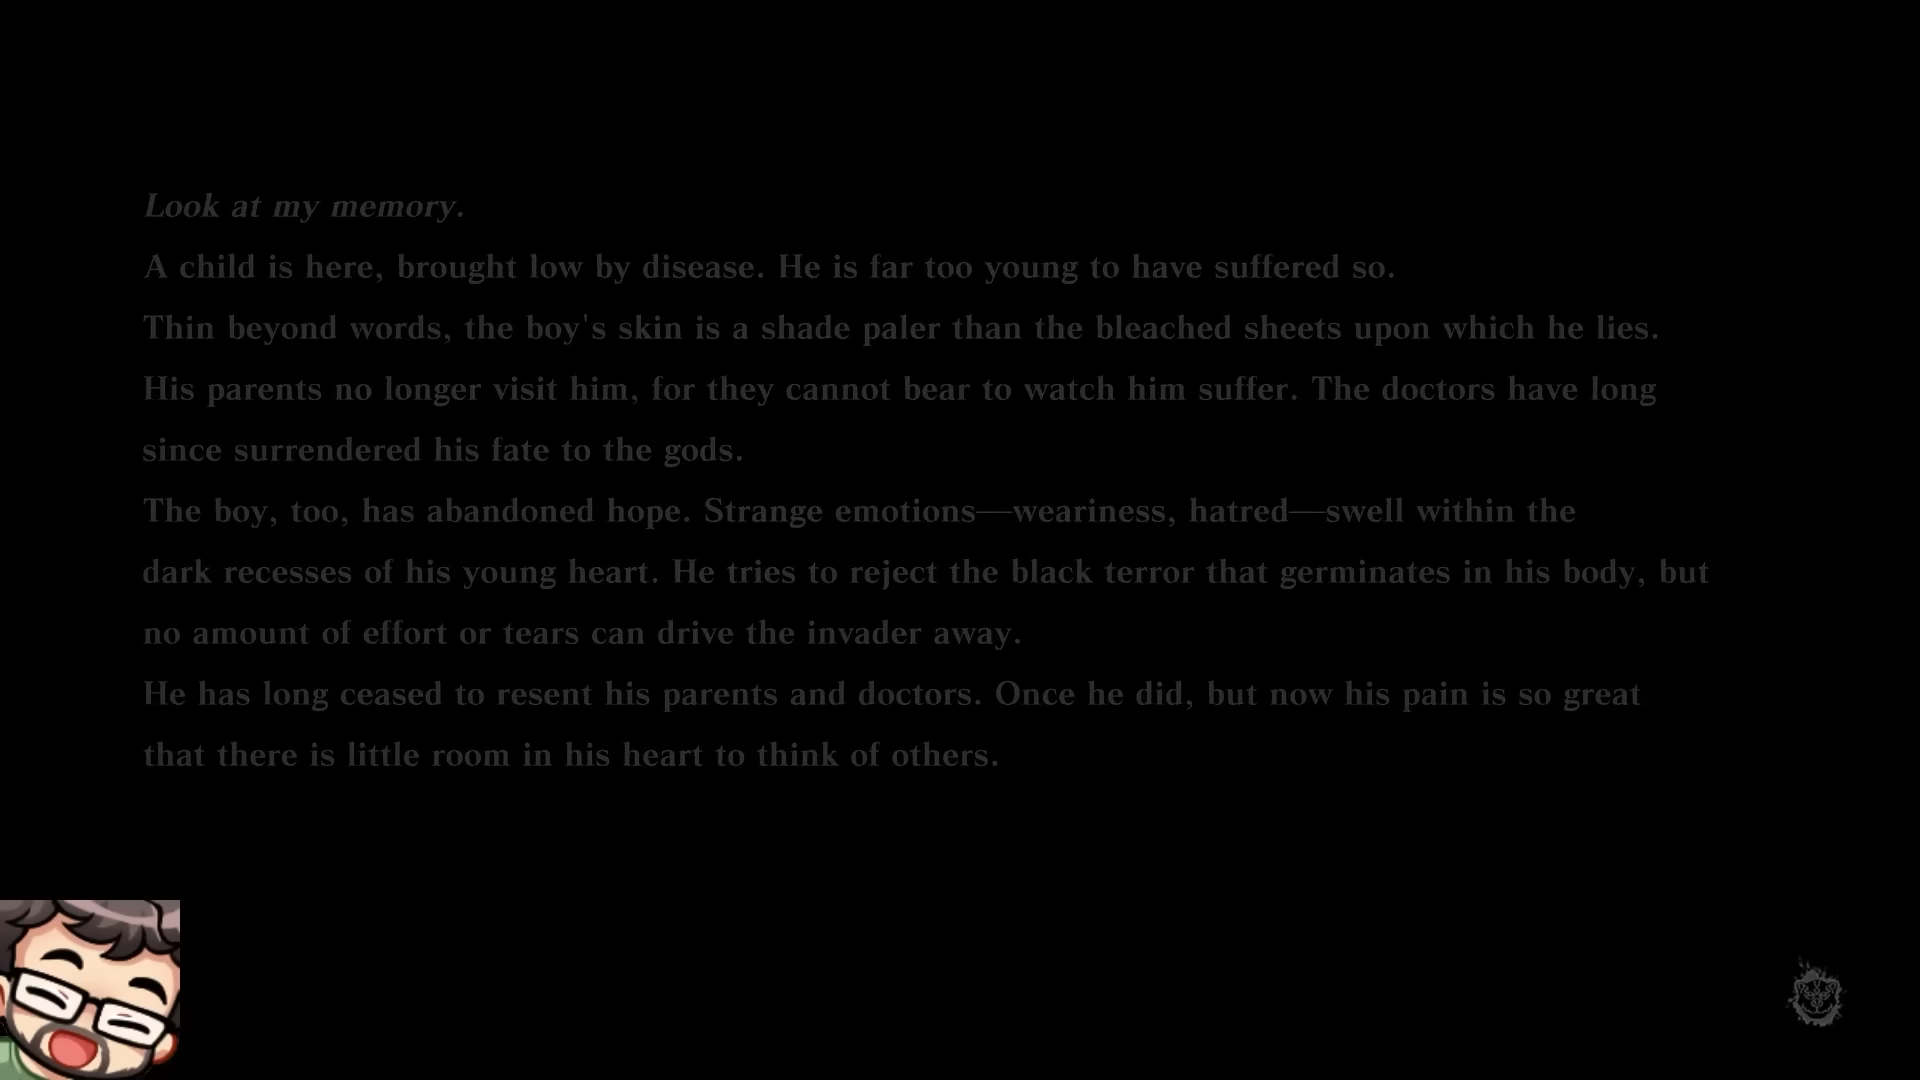 Look at my memory.
A child is here, brought low by disease. He is far too young to have suffered so.
Thin beyond words, the boy's skin is a shade paler than the bleached sheets upon which he lies.
His parents no longer visit him, for they cannot bear to watch him suffer. The doctors have long
since surrendered his fate to the gods.
The boy, too, has abandoned hope. Strange emotions—weariness, hatred—swell within the
dark recesses of his young heart. He tries to reject the black terror that germinates in his body, but
no amount of effort or tears can drive the invader away.
He has long ceased to resent his parents and doctors. Once he did, but now his pain is so great
that there is little room in his heart to think of others.